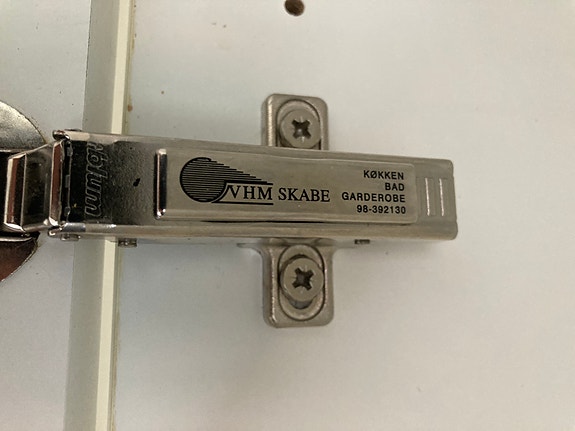 blum
VHM SKABE
KØKKEN
BAD
GARDEROBE
98-392130